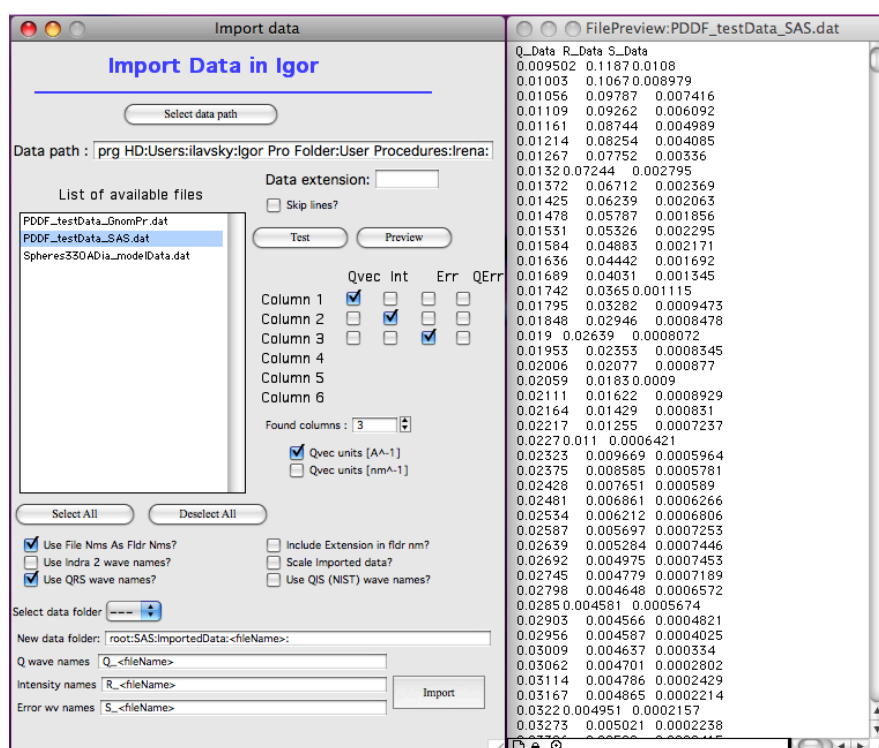 Import data
Import Data in Igor
Select data path
Data path : prg HD:Users:ilavsky:Igor Pro Folder:User Procedures:Irena:
Data extension:
List of available files
Skip lines?
PDDF_testData_GnomPr.dat
PDDF_testData_SAS.dat
Spheres330ADia_modelData.dat
Test Preview
Qvec Int Err QErr
Column 1
Column 2
Column 3
Column 4
Column 5
Column 6
Found columns : 3
Qvec units [A^-1]
Qvec units [nm^-1]
Select All Deselect All
Use File Nms As Fldr Nms? Include Extension in fldr nm?
Use Indra 2 wave names? Scale Imported data?
Use QRS wave names? Use QIS (NIST) wave names?
Select data folder ---
New data folder: root:SAS:ImportedData:<fileName>:
Q wave names Q_<fileName>
Intensity names R_<fileName>
Error wv names S_<fileName>
Import
FilePreview:PDDF_testData_SAS.dat
Q_Data R_Data S_Data
0.009502 0.11870.0108
0.01003 0.10670.008979
0.01056 0.09787 0.007416
0.01109 0.09262 0.006092
0.01161 0.08744 0.004989
0.01214 0.08254 0.004085
0.01267 0.07752 0.00336
0.01320.07244 0.002795
0.01372 0.06712 0.002369
0.01425 0.06239 0.002063
0.01478 0.05787 0.001856
0.01531 0.05326 0.002295
0.01584 0.04883 0.002171
0.01636 0.04442 0.001692
0.01689 0.04031 0.001345
0.01742 0.03650.001115
0.01795 0.03282 0.0009473
0.01848 0.02946 0.0008478
0.019 0.02639 0.0008072
0.01953 0.02353 0.0008345
0.02006 0.02077 0.000877
0.02059 0.01830.0009
0.02111 0.01622 0.0008929
0.02164 0.01429 0.000831
0.02217 0.01255 0.0007237
0.02270.011 0.0006421
0.02323 0.009669 0.0005964
0.02375 0.008585 0.0005781
0.02428 0.007651 0.000589
0.02481 0.006861 0.0006266
0.02534 0.006212 0.0006806
0.02587 0.005697 0.0007253
0.02639 0.005284 0.0007446
0.02692 0.004975 0.0007453
0.02745 0.004779 0.0007189
0.02798 0.004648 0.0006572
0.02850.004581 0.0005674
0.02903 0.004566 0.0004821
0.02956 0.004587 0.0004025
0.03009 0.004637 0.000334
0.03062 0.004701 0.0002802
0.03114 0.004786 0.0002429
0.03167 0.004865 0.0002214
0.03220.004951 0.0002157
0.03273 0.005021 0.0002238